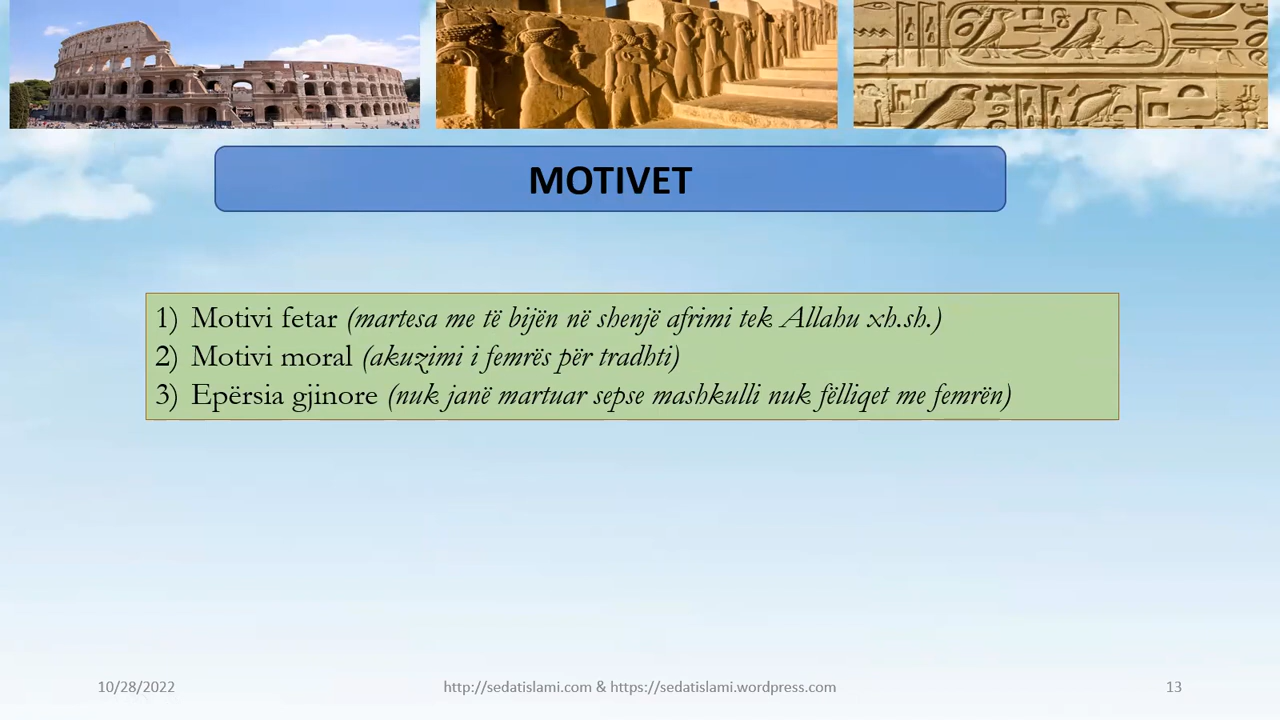 MOTIVET
1) Motivi fetar (martesa me të bijën në shenjë afrimi tek Allahu xh.sh.)
2) Motivi moral (akuzimi i femrës për tradhti)
3) Epërsia gjinore (nuk janë martuar sepse mashkulli nuk fëlliqet me femrën)
10/28/2022
http://sedatislami.com & https://sedatislami.wordpress.com
13